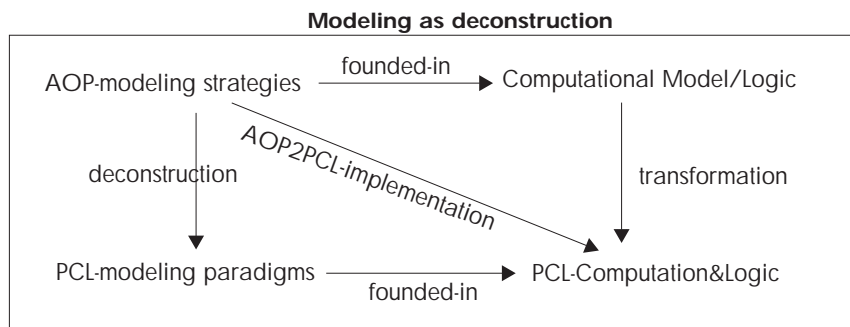 Modeling as deconstruction
AOP-modeling strategies
founded-in
Computational Model/Logic
deconstruction
AOP2PCL-implementation
transformation
PCL-modeling paradigms
founded-in
PCL-Computation&Logic